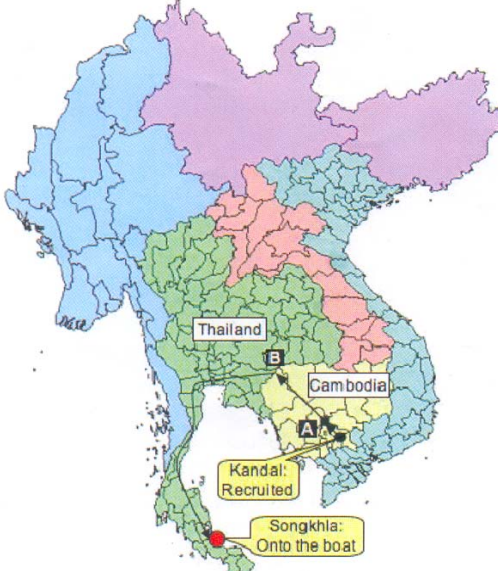 Thailand
B
Cambodia
A
Kandal:
Recruited
Songkhla:
Onto the boat